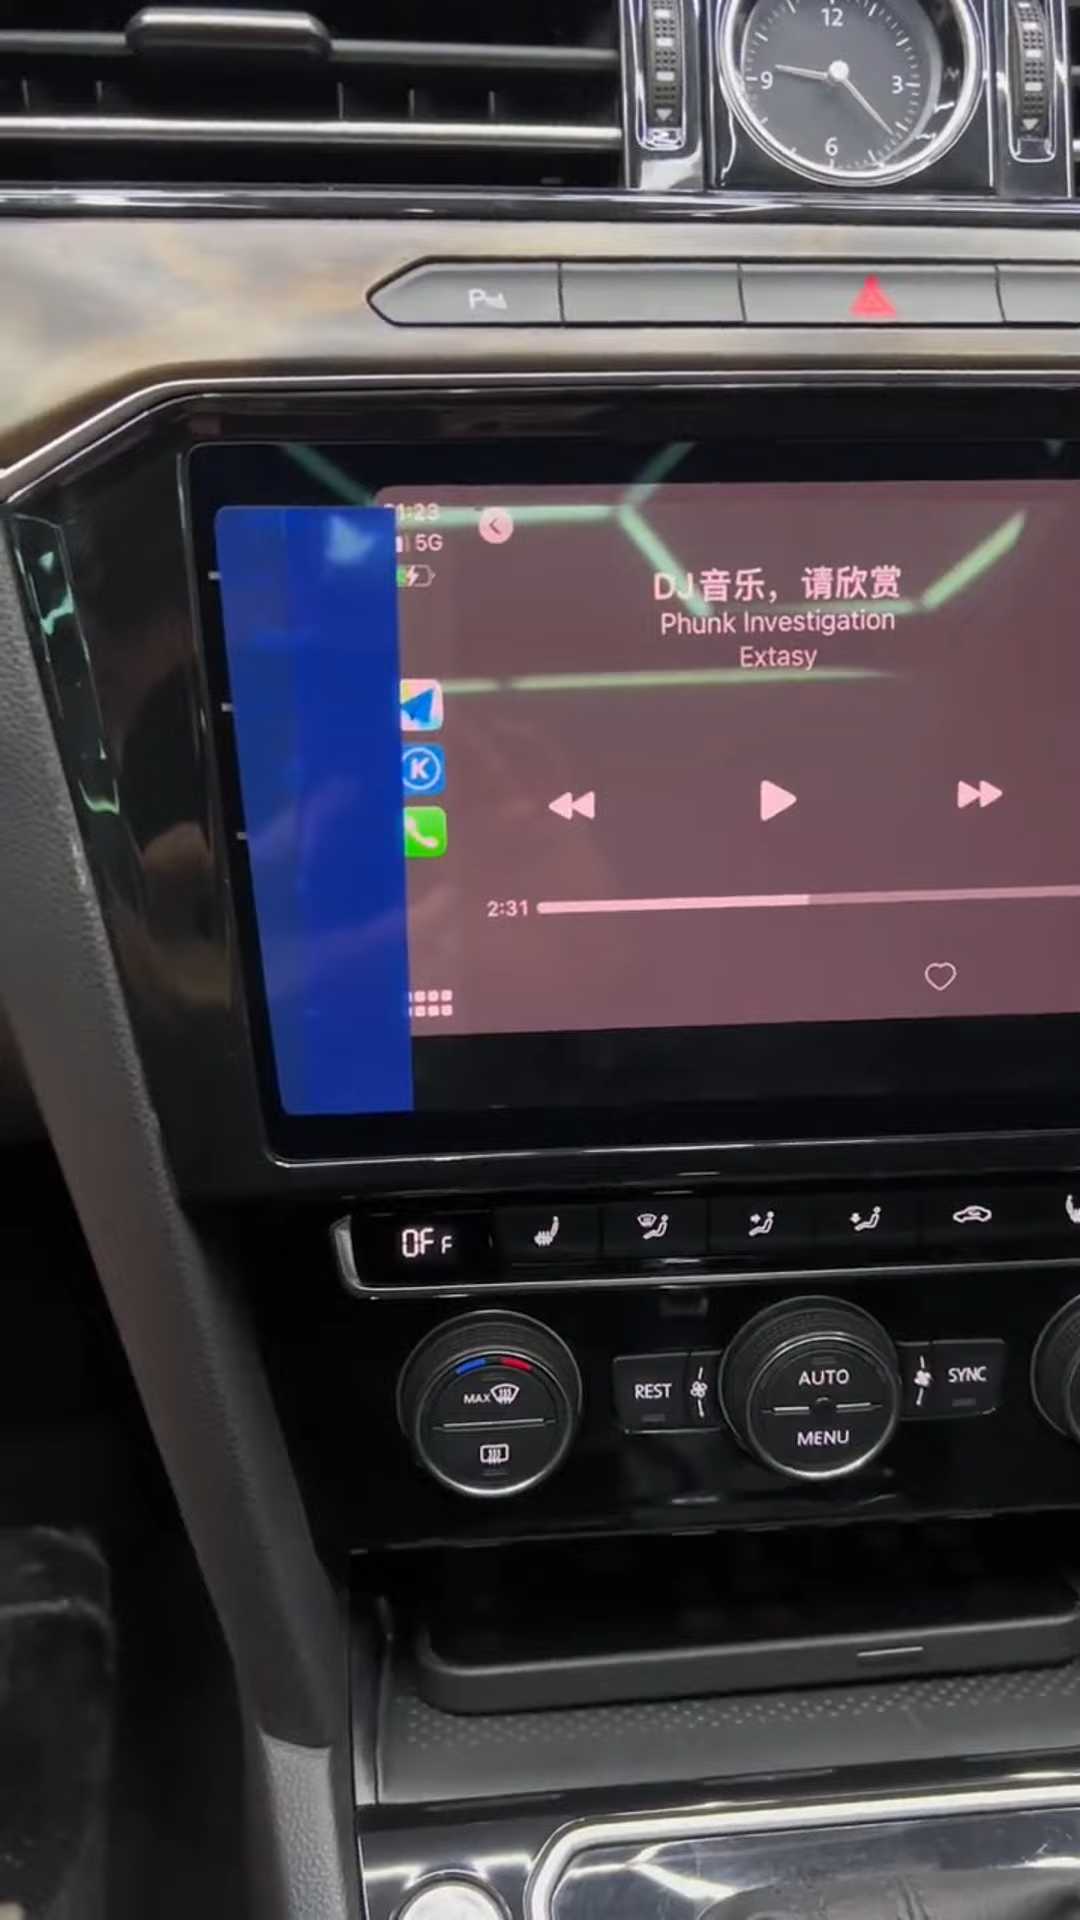 12
9
3
6
P
1:23
5G
DJ音乐，请欣赏
Phunk Investigation
Extasy
K
2:31
OFF
MAX
REST
AUTO
MENU
SYNC